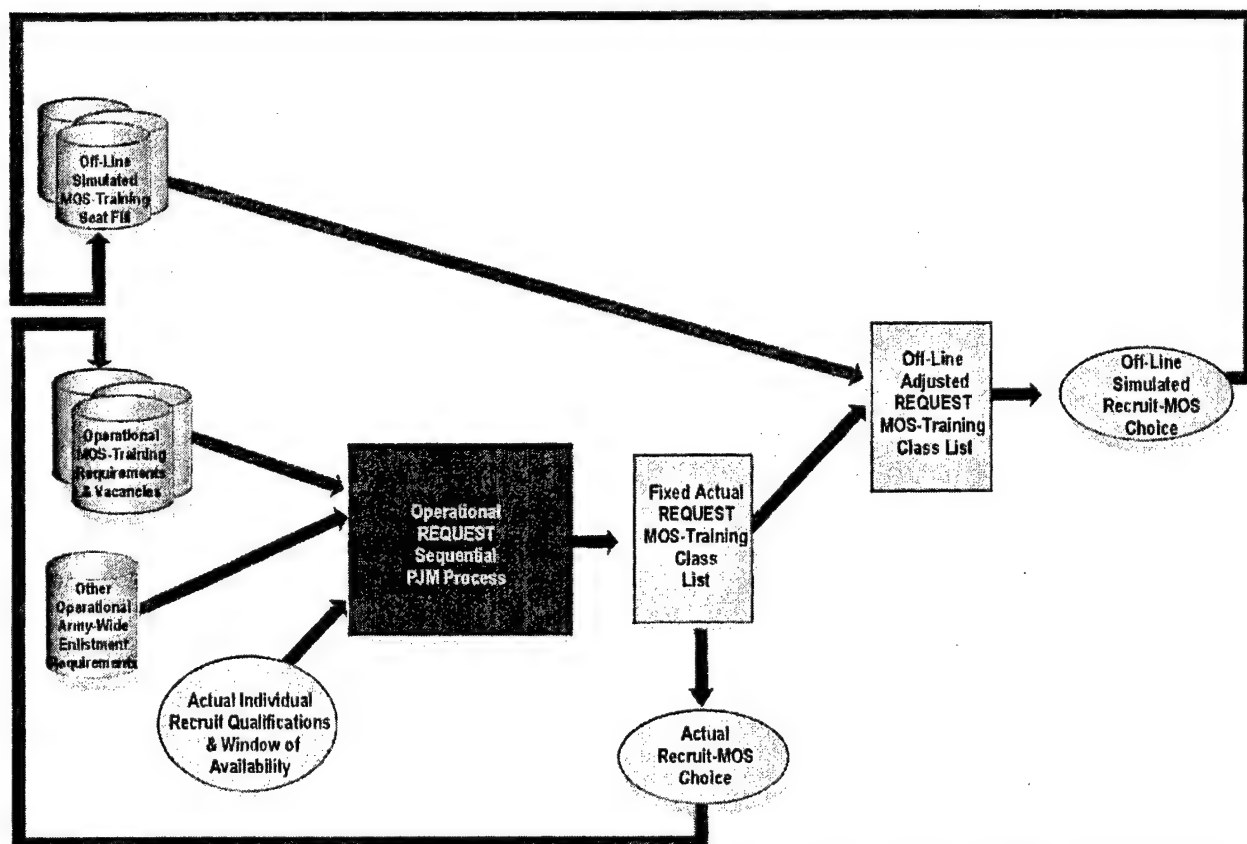 Off-Line
Simulated
MOS-Training
Seat Fill
Operational
MOS-Training
Requirements
& Vacancies
Other
Operational
Army-Wide
Enlistment
Requirements
Actual Individual
Recruit Qualifications
& Window of
Availability
Operational
REQUEST
Sequential
PJM Process
Fixed Actual
REQUEST
MOS-Training
Class
List
Actual
Recruit-MOS
Choice
Off-Line
Adjusted
REQUEST
MOS-Training
Class List
Off-Line
Simulated
Recruit-MOS
Choice